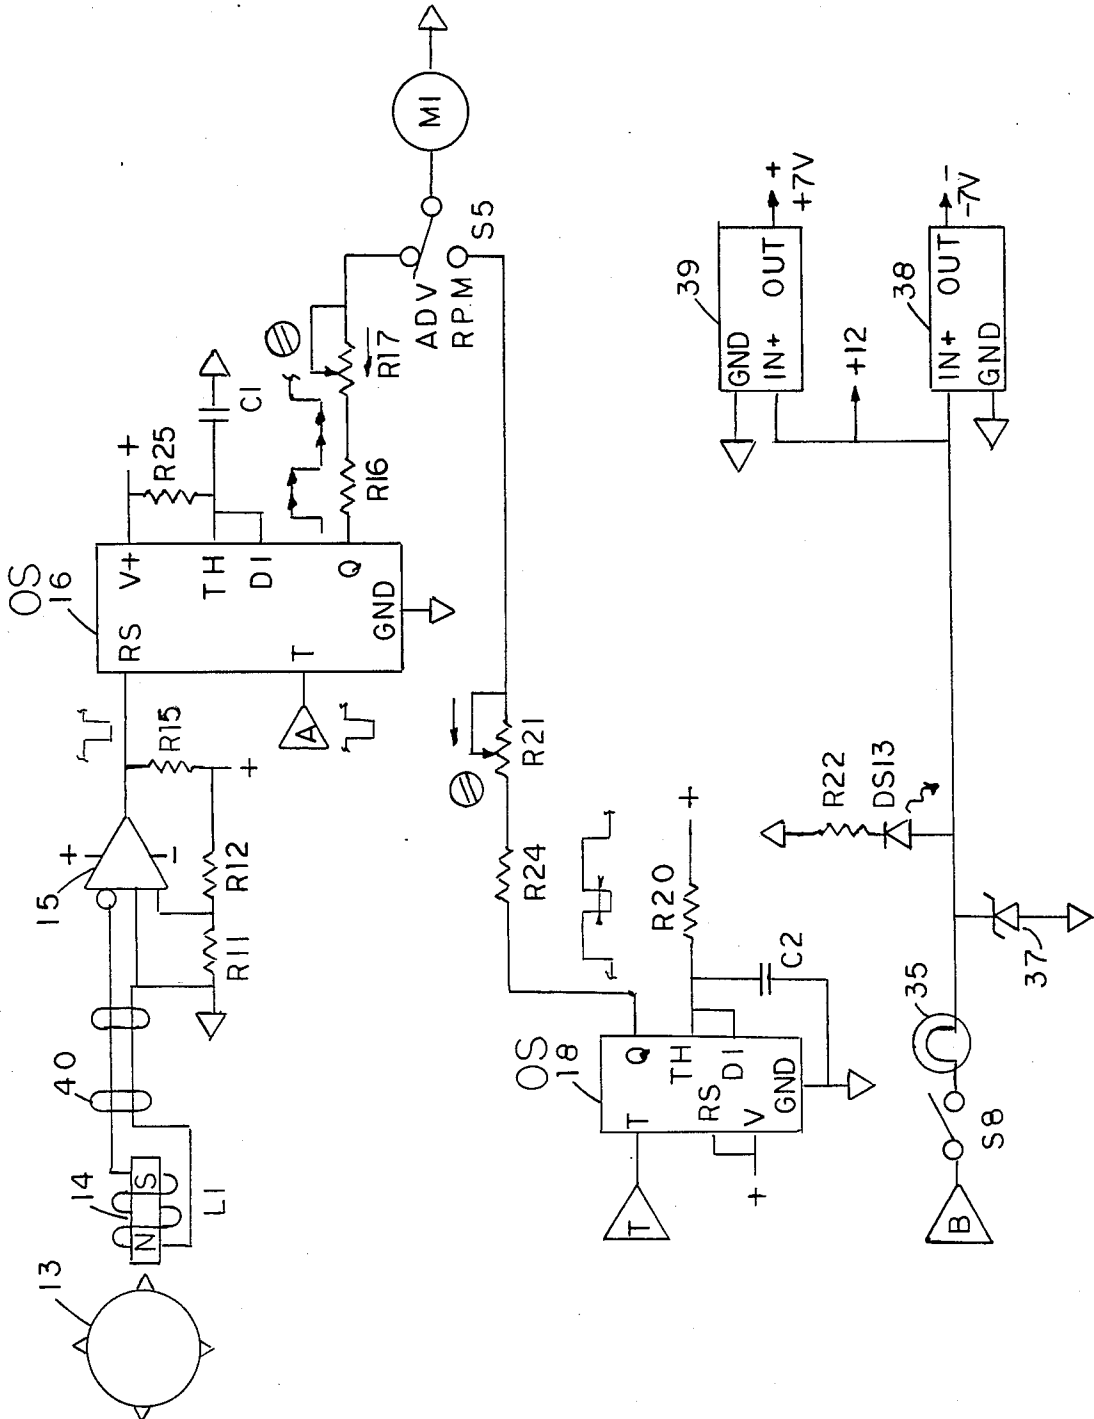 13
14
N S
L1
40
15
+
-
R11
R12
+
R15
A
OS
16
RS
V+
TH
DI
T
Q
GND
+
R25
C1
R16
R17
ADV
RPM
S5
M1
T
OS
18
T
Q
TH
RS
DI
V
GND
+
R24
R21
R20
+
C2
B
S8
35
37
R22
DS13
+12
39
GND
IN+ OUT
+
+7V
38
IN+ OUT
GND
-
-7V